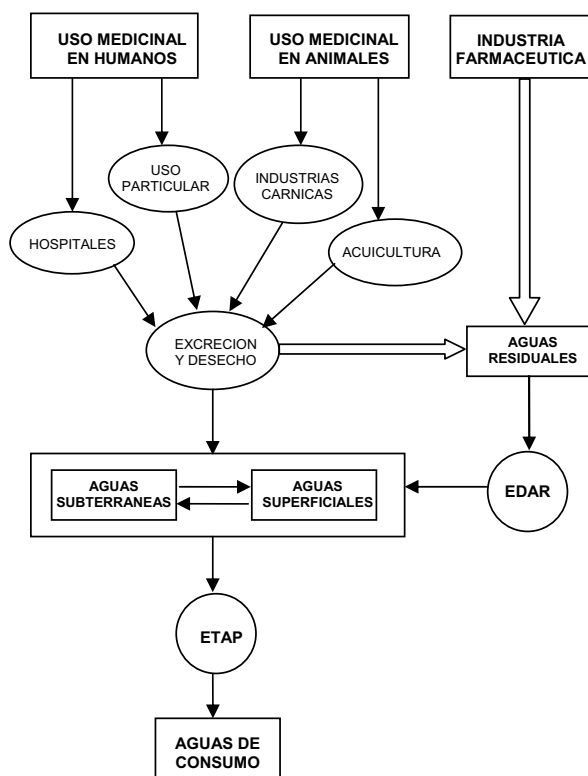 USO MEDICINAL
EN HUMANOS
USO MEDICINAL
EN ANIMALES
INDUSTRIA
FARMACEUTICA
USO
PARTICULAR
INDUSTRIAS
CARNICAS
HOSPITALES
ACUICULTURA
EXCRECION
Y DESECHO
AGUAS
RESIDUALES
AGUAS
SUBTERRANEAS
AGUAS
SUPERFICIALES
EDAR
ETAP
AGUAS DE
CONSUMO